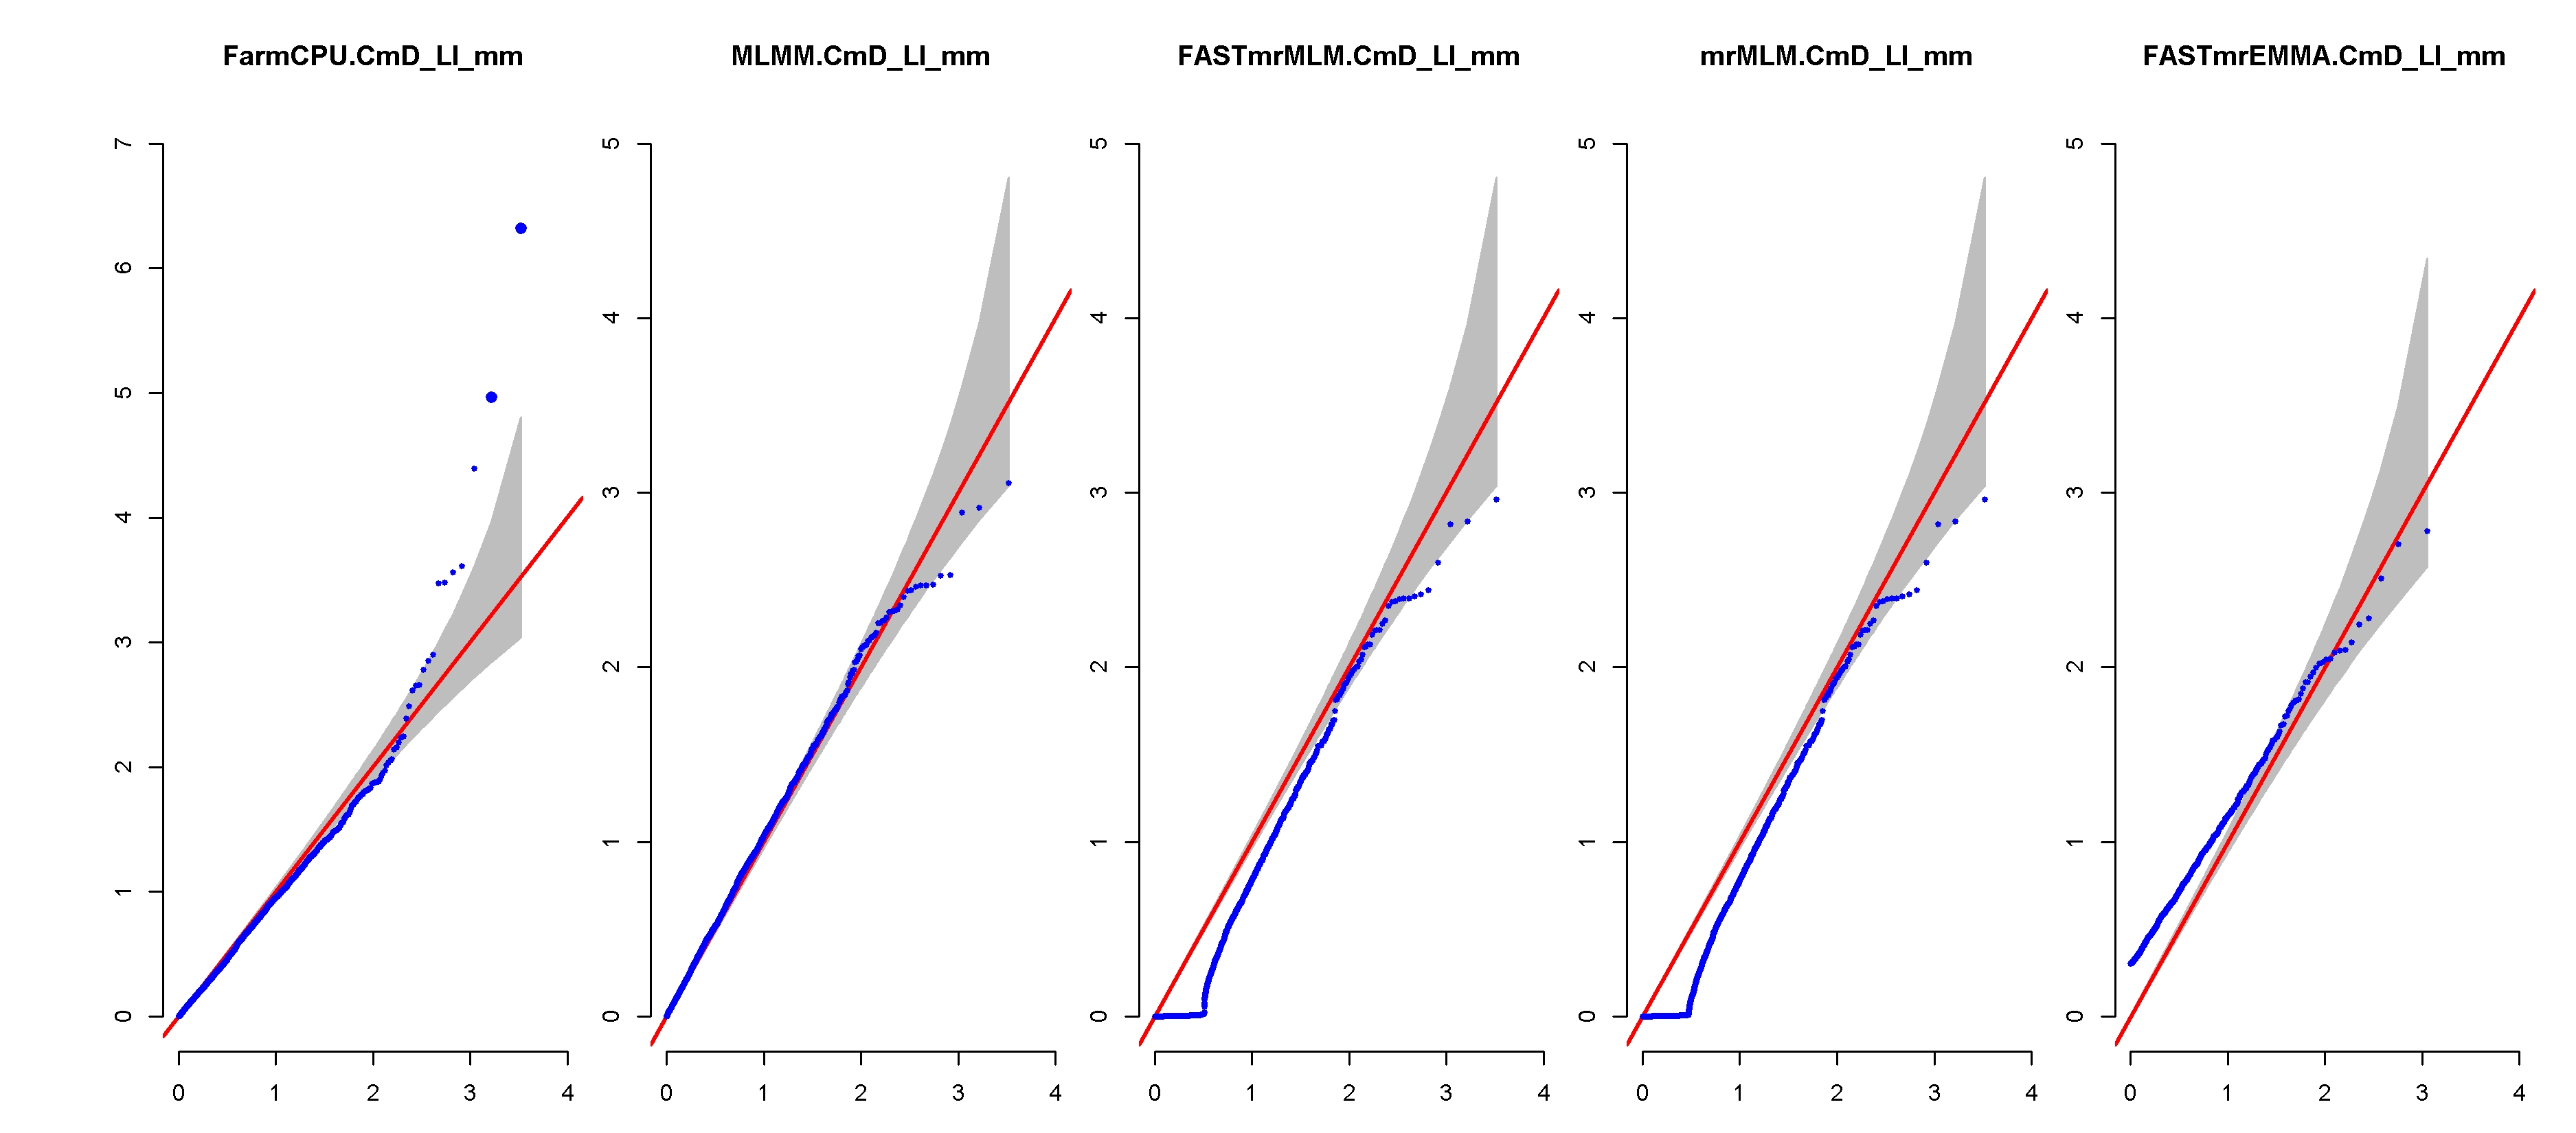 FarmCPU.CmD_LI_mm MLMM.CmD_LI_mm FASTmrMLM.CmD_LI_mm mrMLM.CmD_LI_mm FASTmrEMMA.CmD_LI_mm
7 5 5 5 5
6
5 4 4 4 4
4 3 3 3 3
3 2 2 2 2
2
1 1 1 1 1
0 0 0 0 0
0 1 2 3 4 0 1 2 3 4 0 1 2 3 4 0 1 2 3 4 0 1 2 3 4